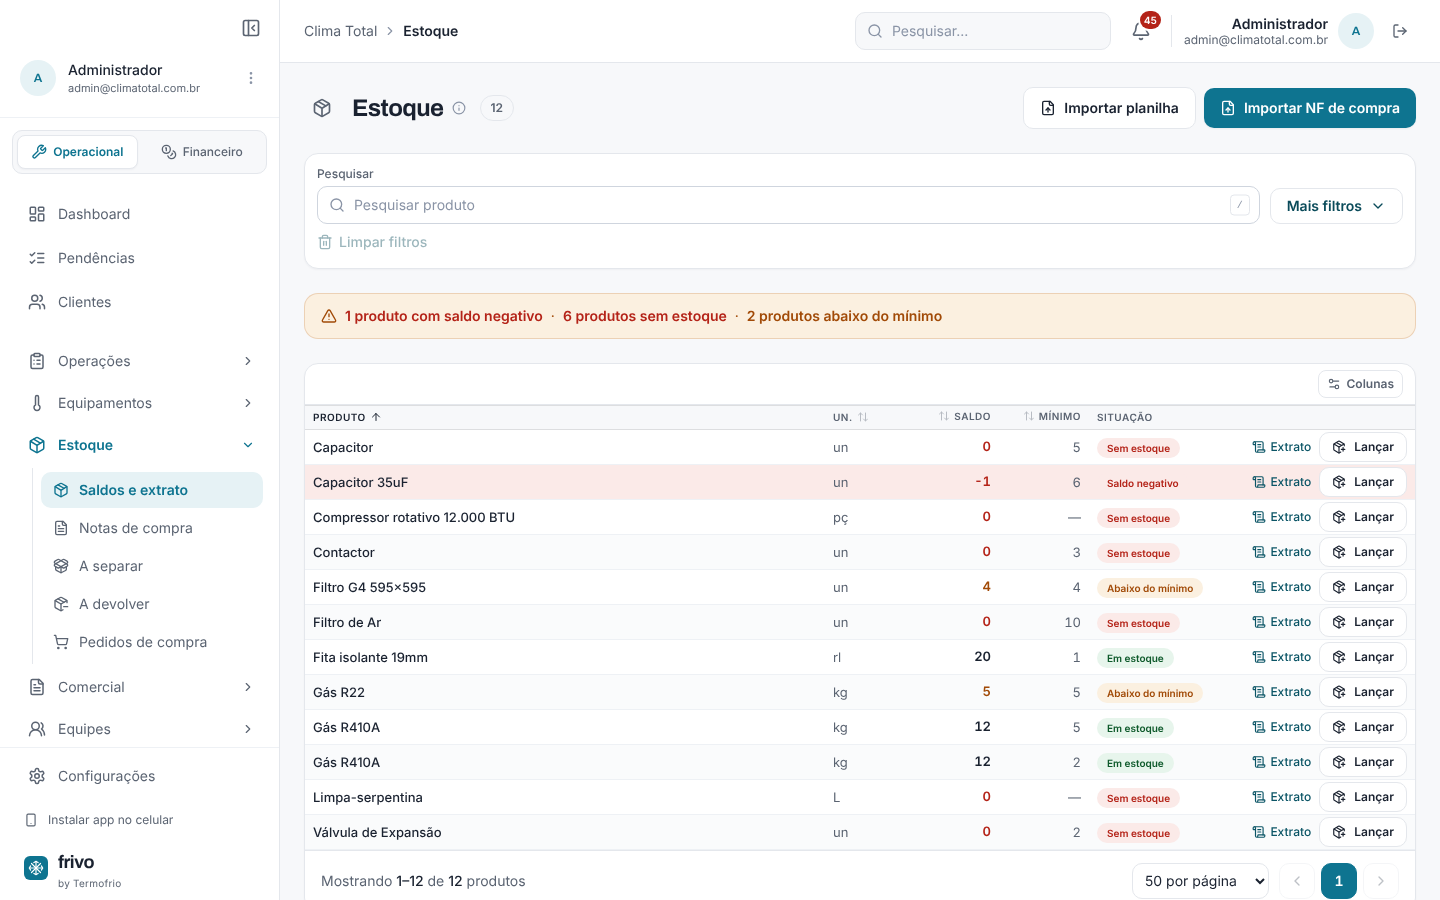 Clima Total > Estoque
Pesquisar...
45
Administrador
admin@climatotal.com.br
A
A
Administrador
admin@climatotal.com.br
Operacional
Financeiro
Dashboard
Pendências
Clientes
Operações
Equipamentos
Estoque
Saldos e extrato
Notas de compra
A separar
A devolver
Pedidos de compra
Comercial
Equipes
Configurações
Instalar app no celular
frivo
by Termofrio
Estoque 12
Importar planilha
Importar NF de compra
Pesquisar
Pesquisar produto /
Mais filtros
Limpar filtros
1 produto com saldo negativo · 6 produtos sem estoque · 2 produtos abaixo do mínimo
Colunas
PRODUTO UN. SALDO MÍNIMO SITUAÇÃO
Capacitor un 0 5 Sem estoque Extrato Lançar
Capacitor 35uF un -1 6 Saldo negativo Extrato Lançar
Compressor rotativo 12.000 BTU pç 0 — Sem estoque Extrato Lançar
Contactor un 0 3 Sem estoque Extrato Lançar
Filtro G4 595×595 un 4 4 Abaixo do mínimo Extrato Lançar
Filtro de Ar un 0 10 Sem estoque Extrato Lançar
Fita isolante 19mm rl 20 1 Em estoque Extrato Lançar
Gás R22 kg 5 5 Abaixo do mínimo Extrato Lançar
Gás R410A kg 12 5 Em estoque Extrato Lançar
Gás R410A kg 12 2 Em estoque Extrato Lançar
Limpa-serpentina L 0 — Sem estoque Extrato Lançar
Válvula de Expansão un 0 2 Sem estoque Extrato Lançar
Mostrando 1–12 de 12 produtos
50 por página
1